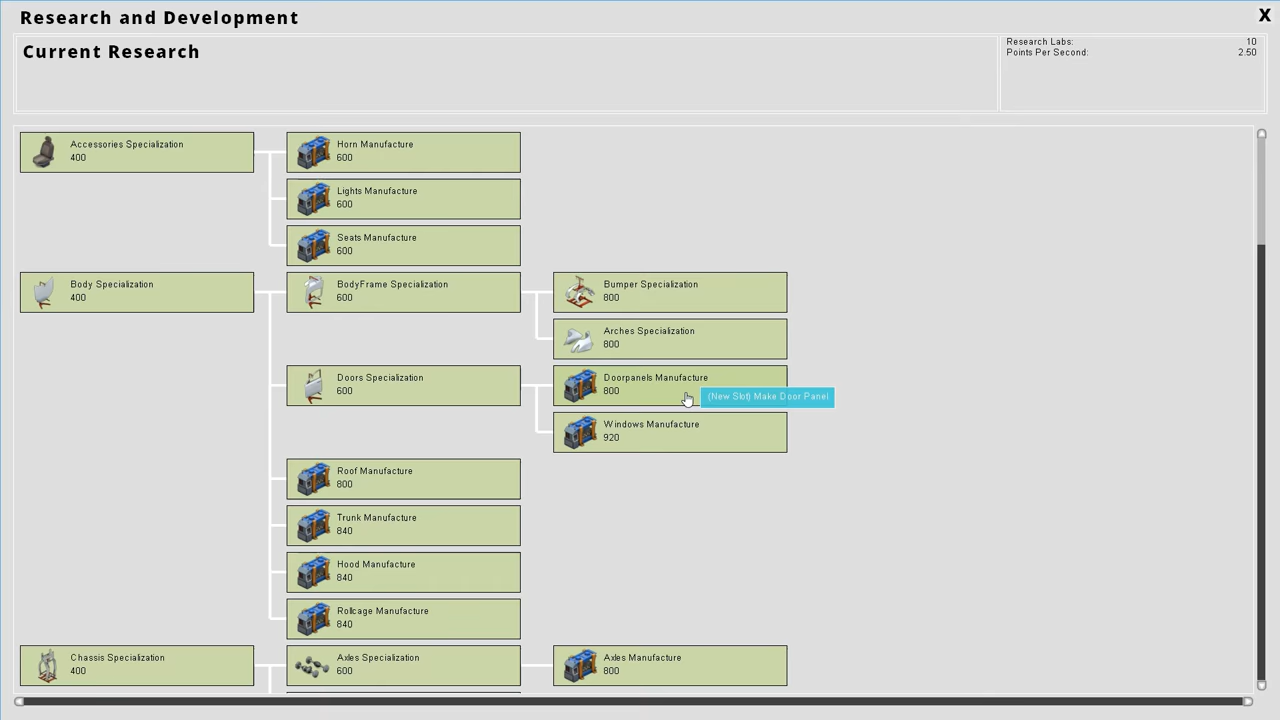 Research and Development
X
Current Research
Research Labs: 10
Points Per Second: 2.50
Accessories Specialization
400
Horn Manufacture
600
Lights Manufacture
600
Seats Manufacture
600
Body Specialization
400
BodyFrame Specialization
600
Bumper Specialization
800
Arches Specialization
800
Doors Specialization
600
Doorpanels Manufacture
800
(New Slot) Make Door Panel
Windows Manufacture
920
Roof Manufacture
800
Trunk Manufacture
840
Hood Manufacture
840
Rollcage Manufacture
840
Chassis Specialization
400
Axles Specialization
600
Axles Manufacture
800